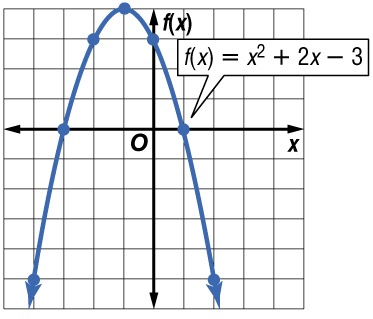 f(x)
f(x) = x² + 2x − 3
O
x